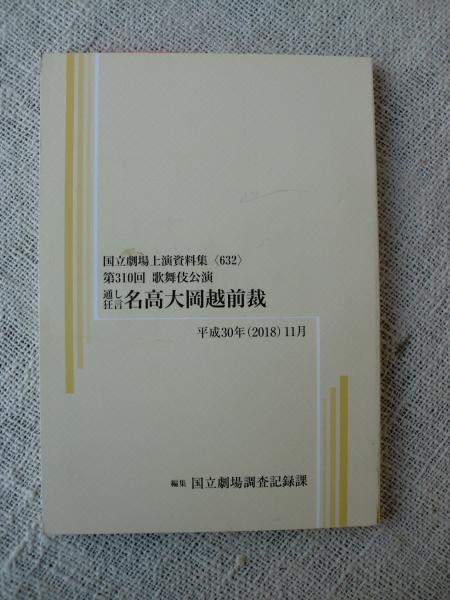 国立劇場上演資料集〈632〉
第310回 歌舞伎公演
通し狂言 名高大岡越前裁
平成30年(2018)11月
編集 国立劇場調査記録課